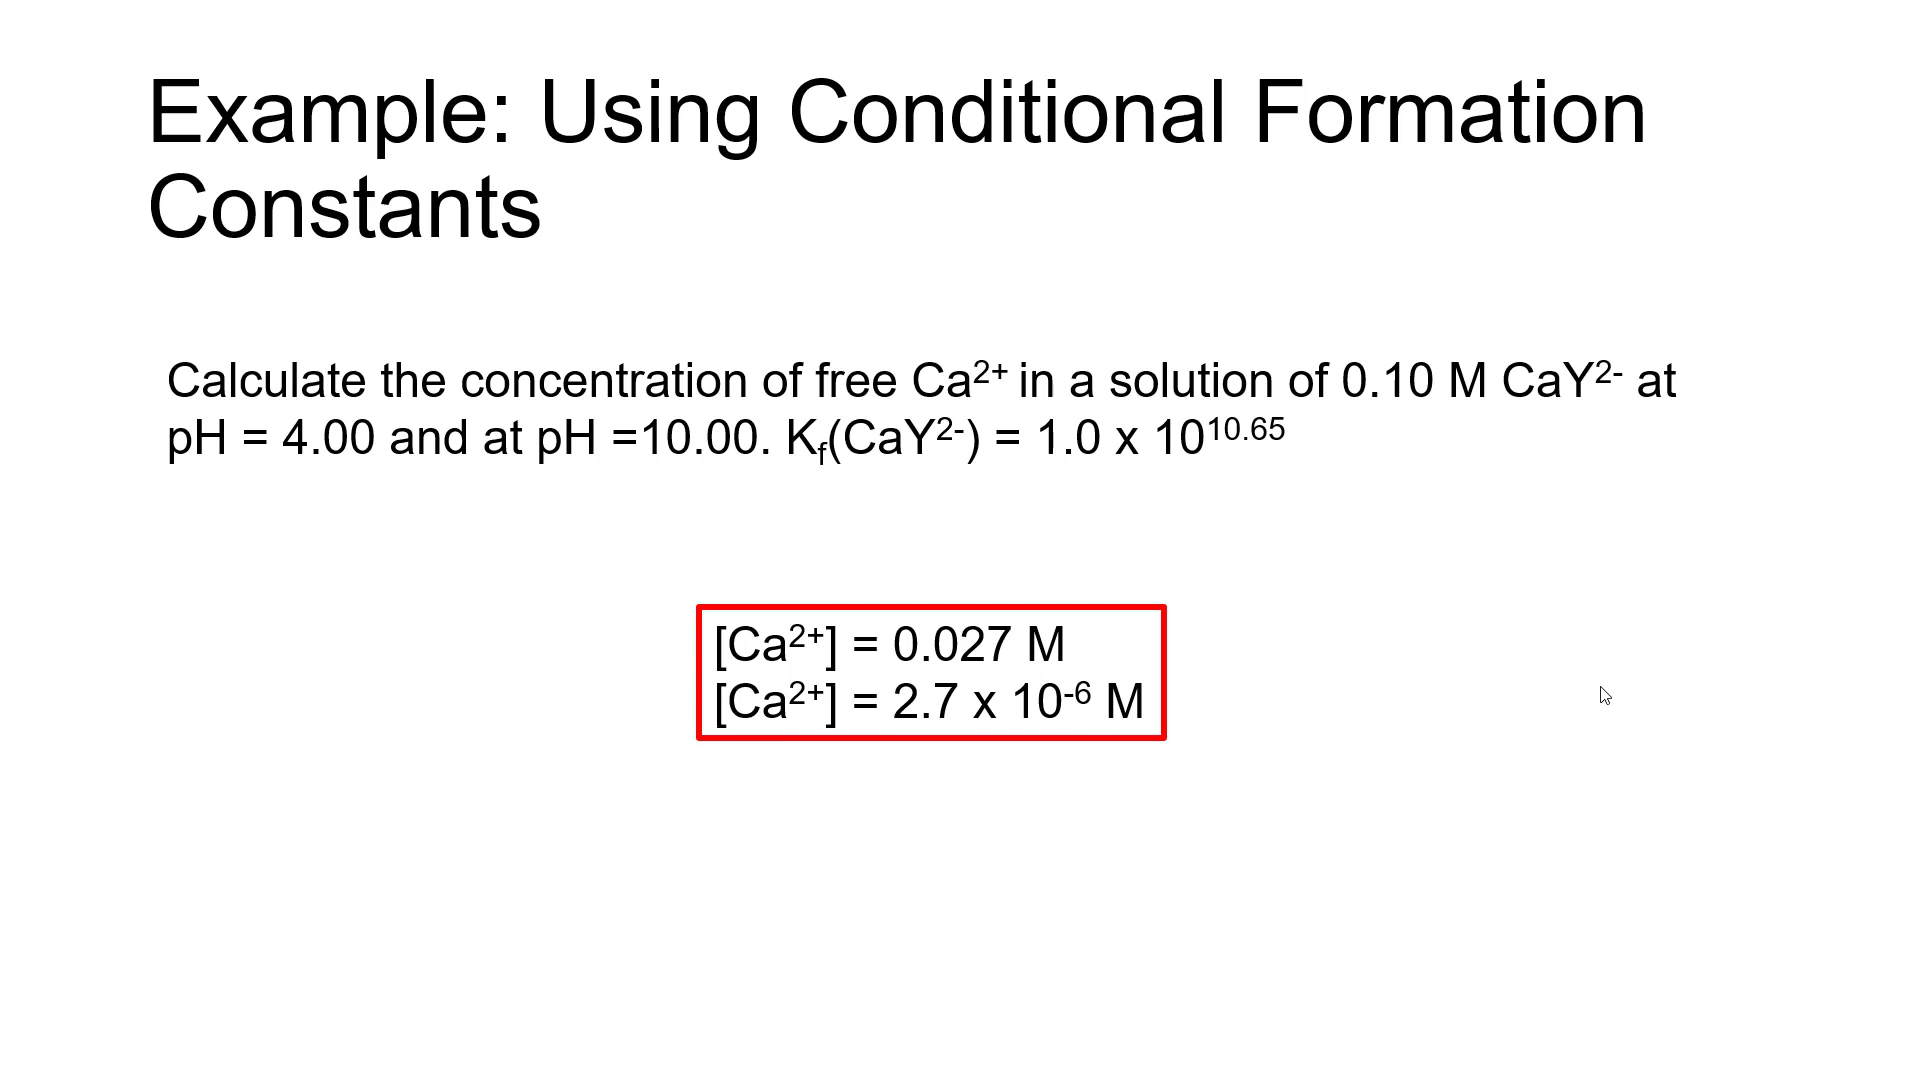 Example: Using Conditional Formation
Constants
Calculate the concentration of free Ca²⁺ in a solution of 0.10 M CaY²⁻ at
pH = 4.00 and at pH =10.00. K_f(CaY²⁻) = 1.0 x 10¹⁰·⁶⁵
[Ca²⁺] = 0.027 M
[Ca²⁺] = 2.7 x 10⁻⁶ M